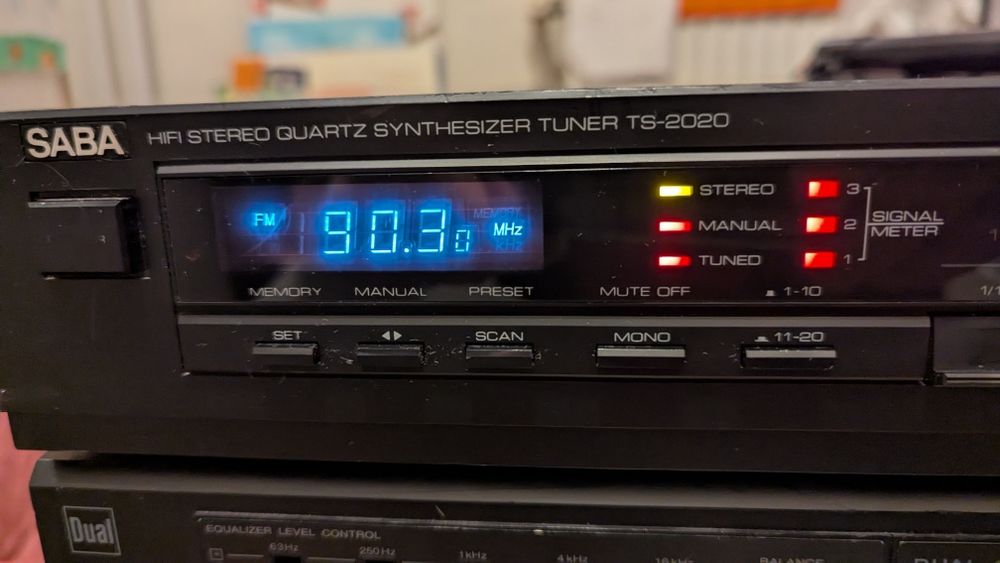 SABA
HIFI STEREO QUARTZ SYNTHESIZER TUNER TS-2020
FM 90.30 MEMORY MHz kHz
STEREO 3
MANUAL 2
TUNED 1
SIGNAL
METER
MEMORY MANUAL PRESET MUTE OFF 1-10
SET SCAN MONO 11-20
Dual
EQUALIZER LEVEL CONTROL
63Hz 250Hz 1kHz 4kHz 16kHz BALANCE